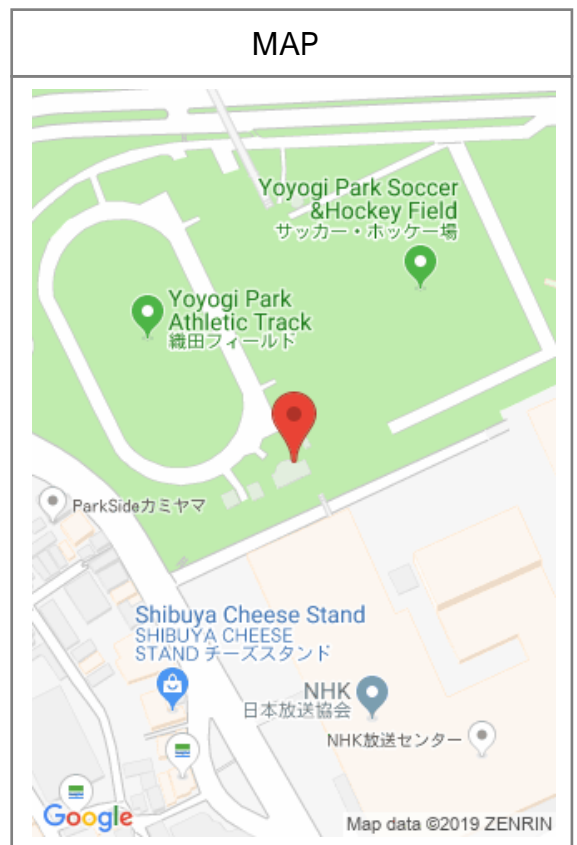 MAP
Yoyogi Park Soccer
&Hockey Field
サッカー・ホッケー場
Yoyogi Park
Athletic Track
織田フィールド
ParkSideカミヤマ
Shibuya Cheese Stand
SHIBUYA CHEESE
STAND チーズスタンド
NHK
日本放送協会
NHK放送センター
Google
Map data ©2019 ZENRIN